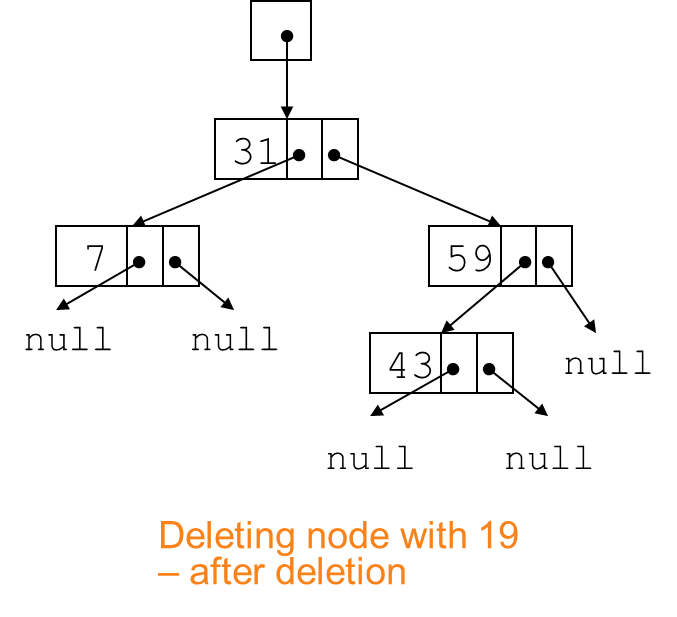 31
7
59
null
null
43
null
null
null
Deleting node with 19
– after deletion